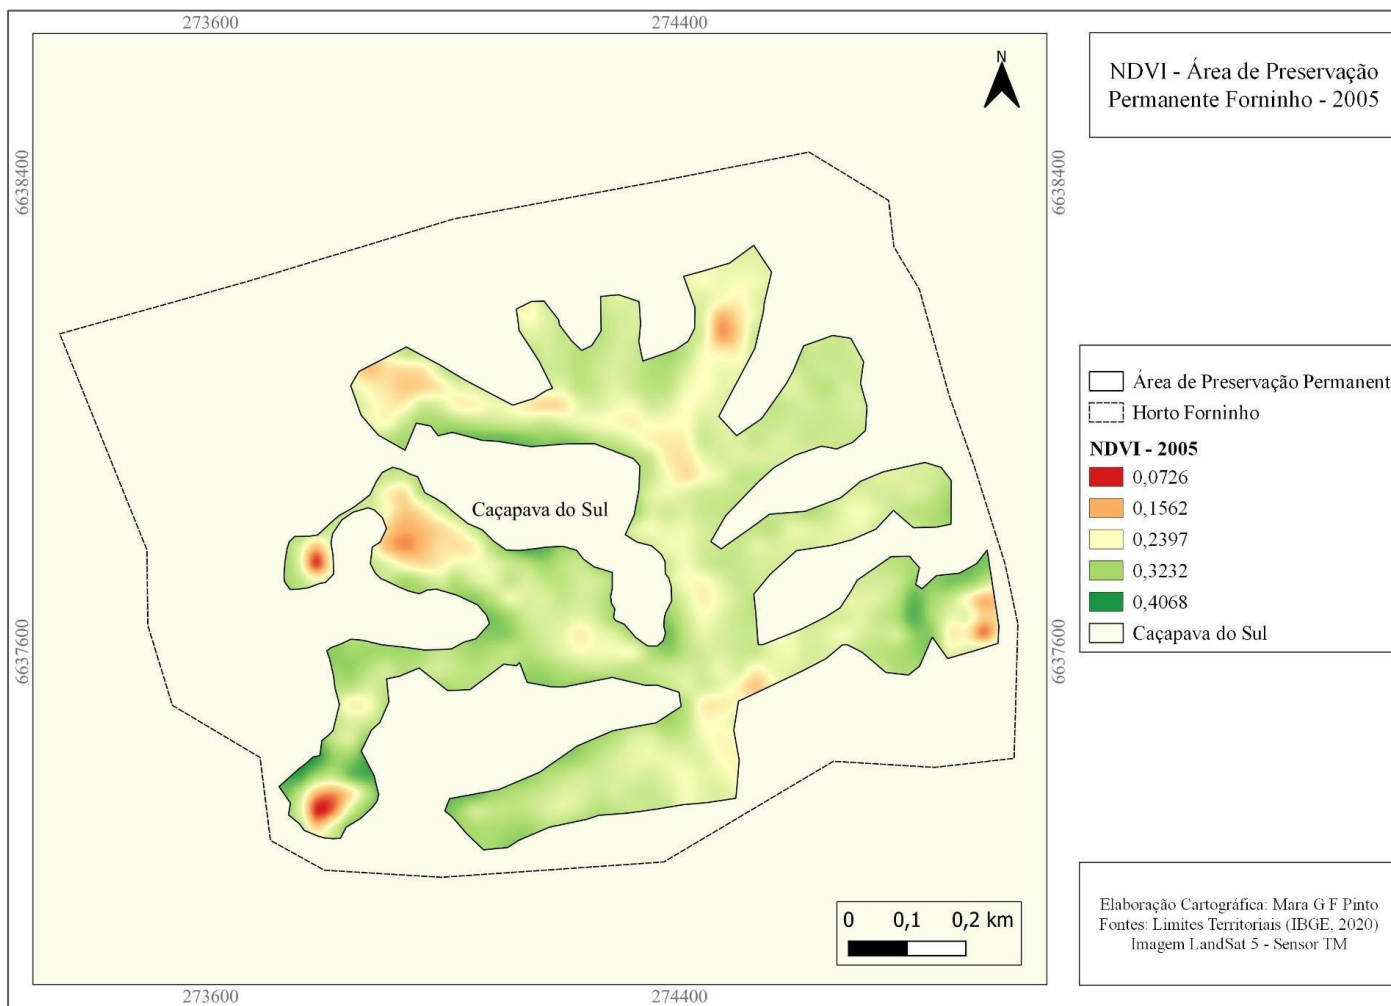 273600
274400
N
6638400
6638400
6637600
6637600
Caçapava do Sul
0 0,1 0,2 km
273600
274400
NDVI - Área de Preservação
Permanente Forninho - 2005
Área de Preservação Permanent
Horto Forninho
NDVI - 2005
0,0726
0,1562
0,2397
0,3232
0,4068
Caçapava do Sul
Elaboração Cartográfica: Mara G F Pinto
Fontes: Limites Territoriais (IBGE, 2020)
Imagem LandSat 5 - Sensor TM